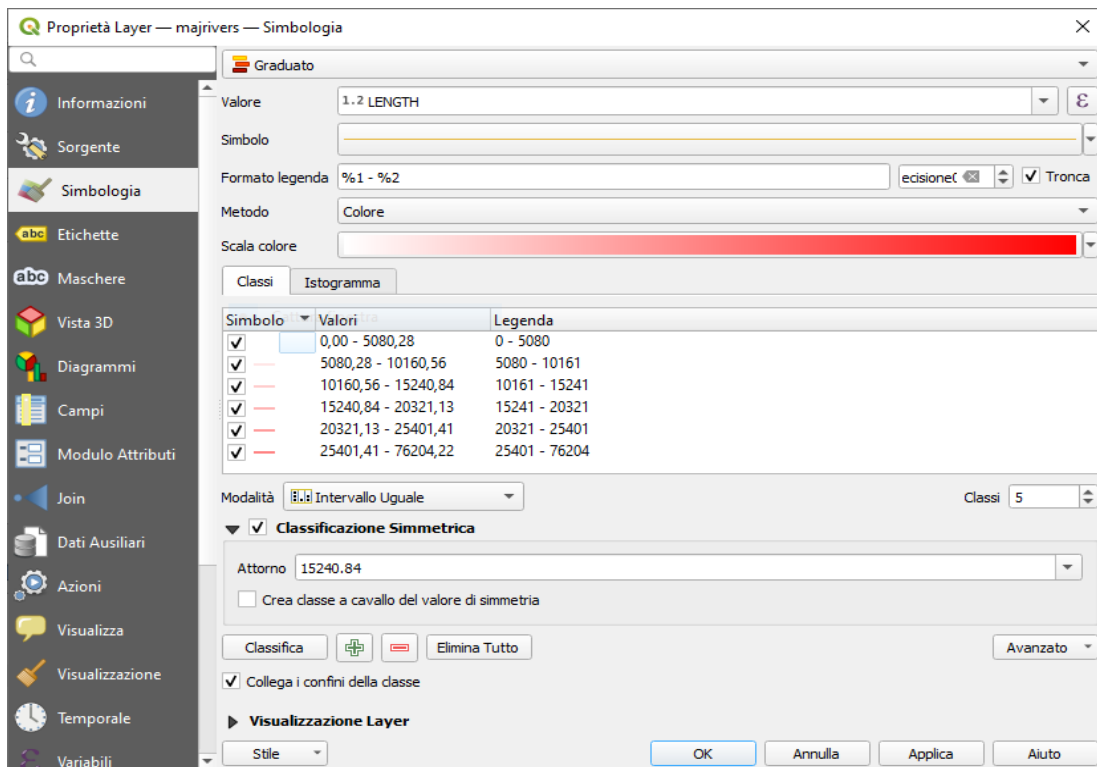 Proprietà Layer — majrivers — Simbologia
Graduato
Informazioni
Sorgente
Simbologia
abc Etichette
abc Maschere
Vista 3D
Diagrammi
Campi
Modulo Attributi
Join
Dati Ausiliari
Azioni
Visualizza
Visualizzazione
Temporale
Variabili
Valore 1.2 LENGTH ε
Simbolo
Formato legenda %1 - %2 ecisione( Tronca
Metodo Colore
Scala colore
Classi Istogramma
Simbolo Valori Legenda
0,00 - 5080,28 0 - 5080
5080,28 - 10160,56 5080 - 10161
10160,56 - 15240,84 10161 - 15241
15240,84 - 20321,13 15241 - 20321
20321,13 - 25401,41 20321 - 25401
25401,41 - 76204,22 25401 - 76204
Modalità Intervallo Uguale Classi 5
Classificazione Simmetrica
Attorno 15240.84
Crea classe a cavallo del valore di simmetria
Classifica Elimina Tutto Avanzato
Collega i confini della classe
Visualizzazione Layer
Stile OK Annulla Applica Aiuto